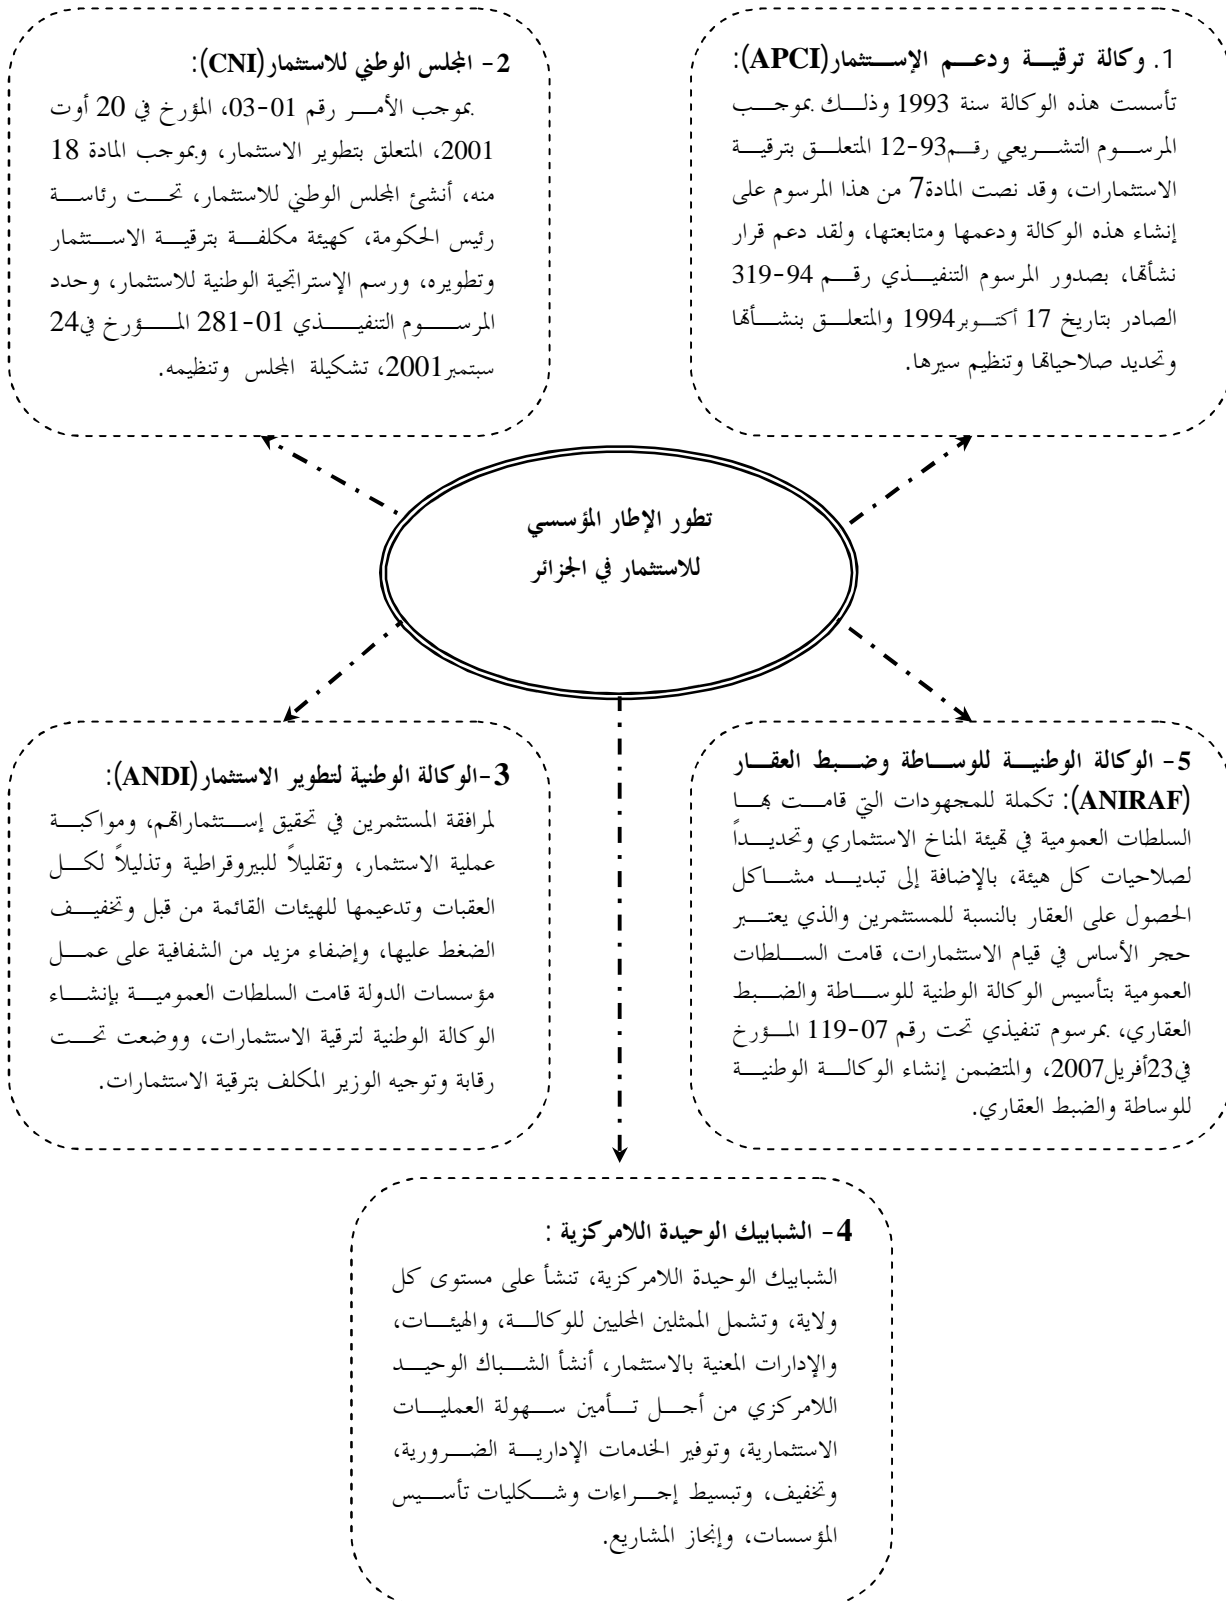 1. وكالة ترقية ودعم الإستثمار(APCI):
تأسست هذه الوكالة سنة 1993 وذلك بموجب
المرسوم التشريعي رقم93-12 المتعلق بترقية
الاستثمارات، وقد نصت المادة7 من هذا المرسوم على
إنشاء هذه الوكالة ودعمها ومتابعتها، ولقد دعم قرار
نشأتها، بصدور المرسوم التنفيذي رقم 94-319
الصادر بتاريخ 17 أكتوبر1994 والمتعلق بنشأتها
وتحديد صلاحياتها وتنظيم سيرها.
2- المجلس الوطني للاستثمار(CNI):
بموجب الأمر رقم 01-03، المؤرخ في 20 أوت
2001، المتعلق بتطوير الاستثمار، وبموجب المادة 18
منه، أنشئ المجلس الوطني للاستثمار، تحت رئاسة
رئيس الحكومة، كهيئة مكلفة بترقية الاستثمار
وتطويره، ورسم الإستراتجية الوطنية للاستثمار، وحدد
المرسوم التنفيذي 01-281 المؤرخ في24
سبتمبر2001، تشكيلة المجلس وتنظيمه.
تطور الإطار المؤسسي
للاستثمار في الجزائر
3-الوكالة الوطنية لتطوير الاستثمار(ANDI):
لمرافقة المستثمرين في تحقيق إستثماراتهم، ومواكبة
عملية الاستثمار، وتقليلاً للبيروقراطية وتذليلاً لكل
العقبات وتدعيمها للهيئات القائمة من قبل وتخفيف
الضغط عليها، وإضفاء مزيد من الشفافية على عمل
مؤسسات الدولة قامت السلطات العمومية بإنشاء
الوكالة الوطنية لترقية الاستثمارات، ووضعت تحت
رقابة وتوجيه الوزير المكلف بترقية الاستثمارات.
5- الوكالة الوطنية للوساطة وضبط العقار
(ANIRAF): تكملة للمجهودات التي قامت بها
السلطات العمومية في تهيئة المناخ الاستثماري وتحديداً
لصلاحيات كل هيئة، بالإضافة إلى تبديد مشاكل
الحصول على العقار بالنسبة للمستثمرين والذي يعتبر
حجر الأساس في قيام الاستثمارات، قامت السلطات
العمومية بتأسيس الوكالة الوطنية للوساطة والضبط
العقاري، بمرسوم تنفيذي تحت رقم 07-119 المؤرخ
في23أفريل2007، والمتضمن إنشاء الوكالة الوطنية
للوساطة والضبط العقاري.
4- الشبابيك الوحيدة اللامركزية :
الشبابيك الوحيدة اللامركزية، تنشأ على مستوى كل
ولاية، وتشمل الممثلين المحليين للوكالة، والهيئات،
والإدارات المعنية بالاستثمار، أنشأ الشباك الوحيد
اللامركزي من أجل تأمين سهولة العمليات
الاستثمارية، وتوفير الخدمات الإدارية الضرورية،
وتخفيف، وتبسيط إجراءات وشكليات تأسيس
المؤسسات، وإنجاز المشاريع.